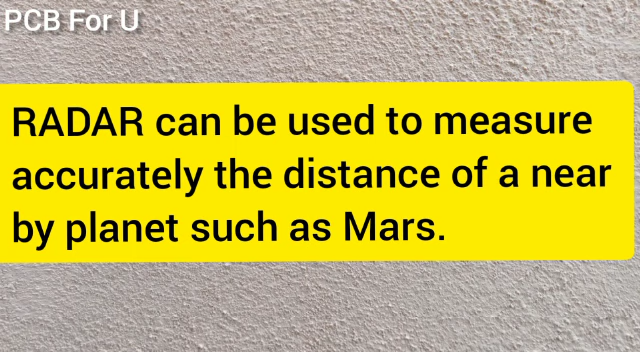 PCB For U
RADAR can be used to measure
accurately the distance of a near
by planet such as Mars.